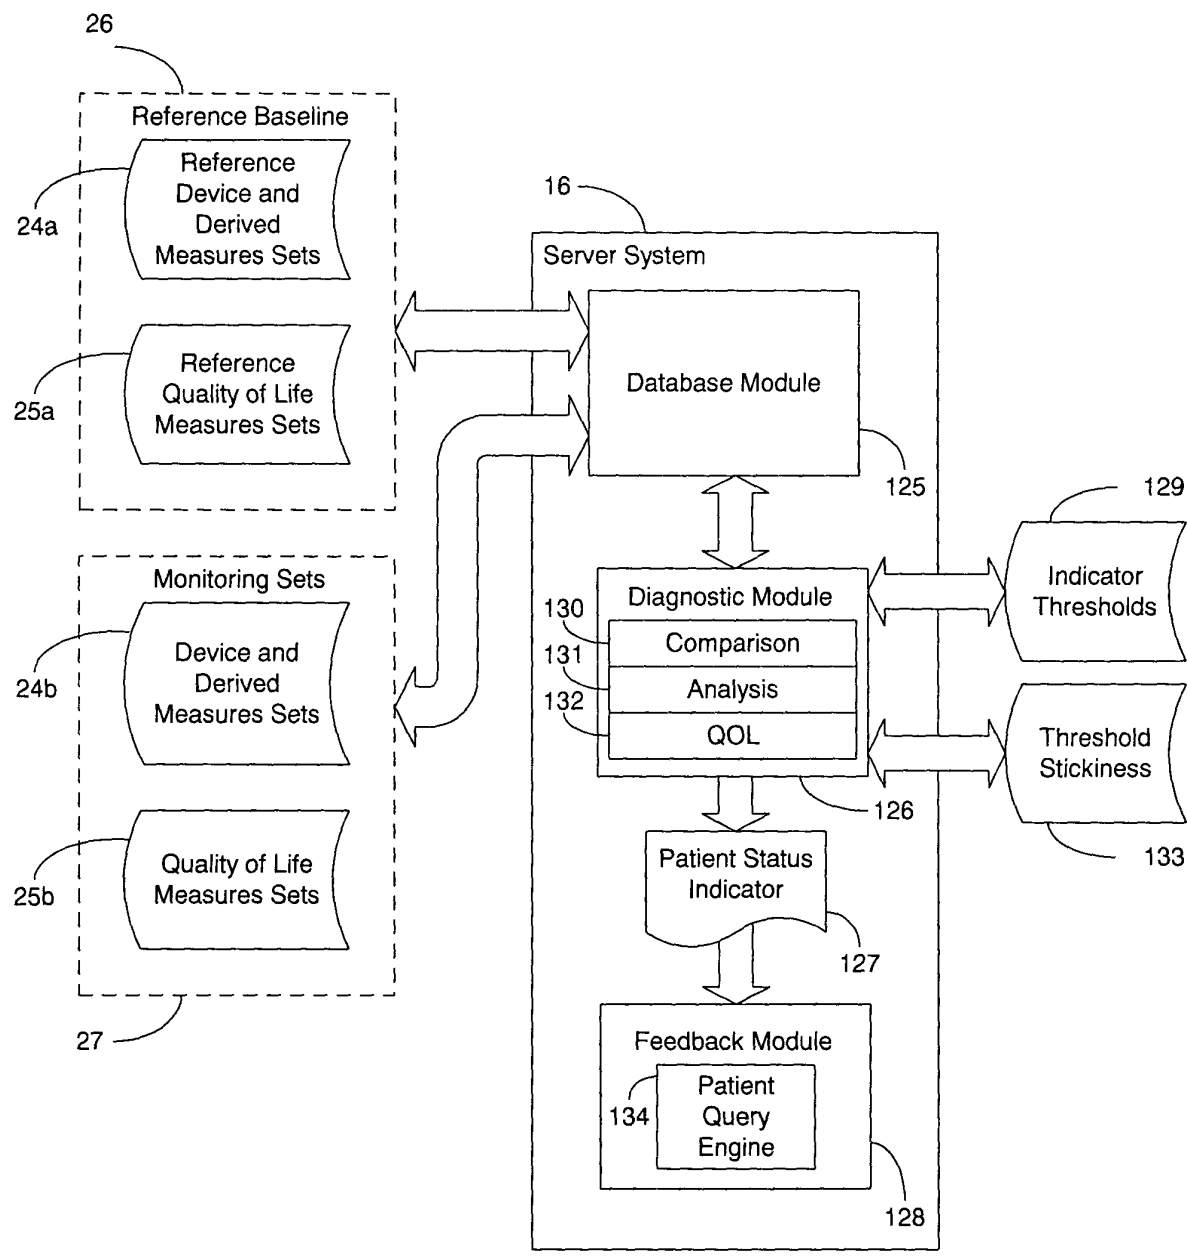 26
Reference Baseline
Reference
Device and
Derived
Measures Sets
24a
Reference
Quality of Life
Measures Sets
25a
Monitoring Sets
Device and
Derived
Measures Sets
24b
Quality of Life
Measures Sets
25b
27
16
Server System
Database Module
125
Diagnostic Module
130
Comparison
131
Analysis
132
QOL
126
129
Indicator
Thresholds
Threshold
Stickiness
133
Patient Status
Indicator
127
Feedback Module
134
Patient
Query
Engine
128